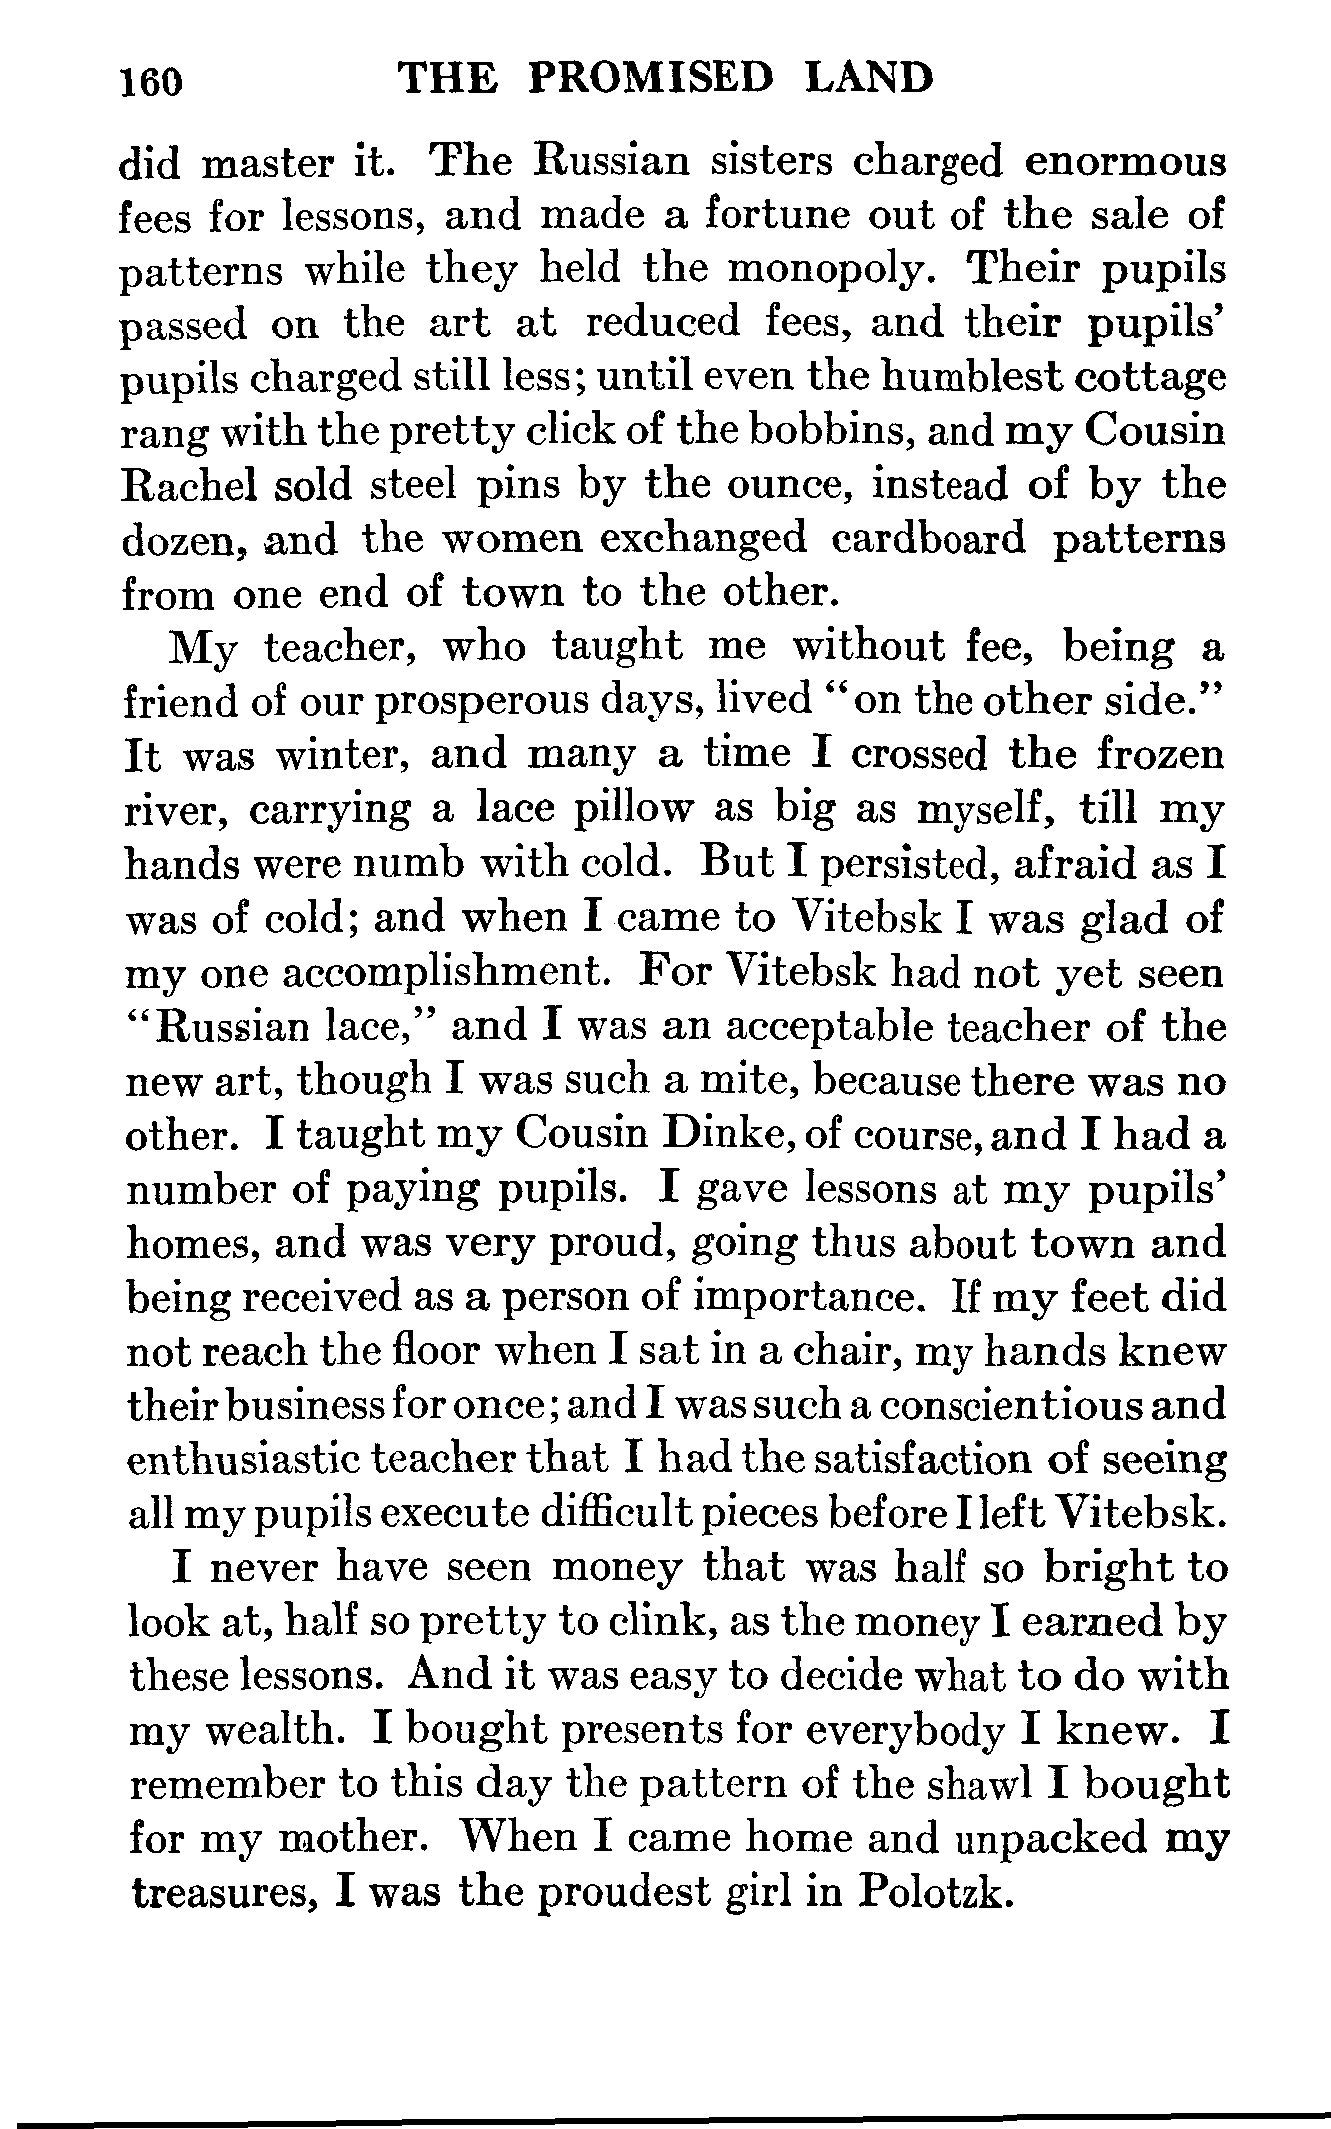 160 THE PROMISED LAND
did master it. The Russian sisters charged enormous
fees for lessons, and made a fortune out of the sale of
patterns while they held the monopoly. Their pupils
passed on the art at reduced fees, and their pupils’
pupils charged still less; until even the humblest cottage
rang with the pretty click of the bobbins, and my Cousin
Rachel sold steel pins by the ounce, instead of by the
dozen, and the women exchanged cardboard patterns
from one end of town to the other.
My teacher, who taught me without fee, being a
friend of our prosperous days, lived “on the other side.”
It was winter, and many a time I crossed the frozen
river, carrying a lace pillow as big as myself, till my
hands were numb with cold. But I persisted, afraid as I
was of cold; and when I came to Vitebsk I was glad of
my one accomplishment. For Vitebsk had not yet seen
“Russian lace,” and I was an acceptable teacher of the
new art, though I was such a mite, because there was no
other. I taught my Cousin Dinke, of course, and I had a
number of paying pupils. I gave lessons at my pupils’
homes, and was very proud, going thus about town and
being received as a person of importance. If my feet did
not reach the floor when I sat in a chair, my hands knew
their business for once; and I was such a conscientious and
enthusiastic teacher that I had the satisfaction of seeing
all my pupils execute difficult pieces before I left Vitebsk.
I never have seen money that was half so bright to
look at, half so pretty to clink, as the money I earned by
these lessons. And it was easy to decide what to do with
my wealth. I bought presents for everybody I knew. I
remember to this day the pattern of the shawl I bought
for my mother. When I came home and unpacked my
treasures, I was the proudest girl in Polotzk.